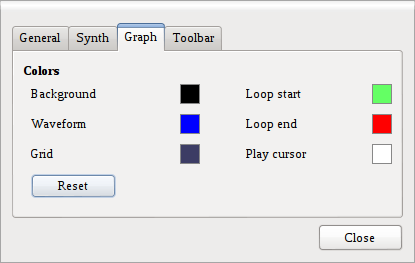 General Synth Graph Toolbar
Colors
Background Loop start
Waveform Loop end
Grid Play cursor
Reset
Close